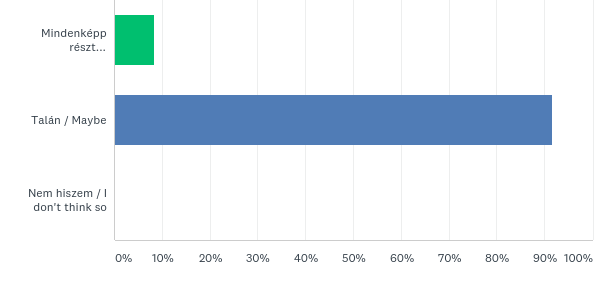 Mindenképp
részt...
Talán / Maybe
Nem hiszem / I
don't think so
0% 10% 20% 30% 40% 50% 60% 70% 80% 90% 100%